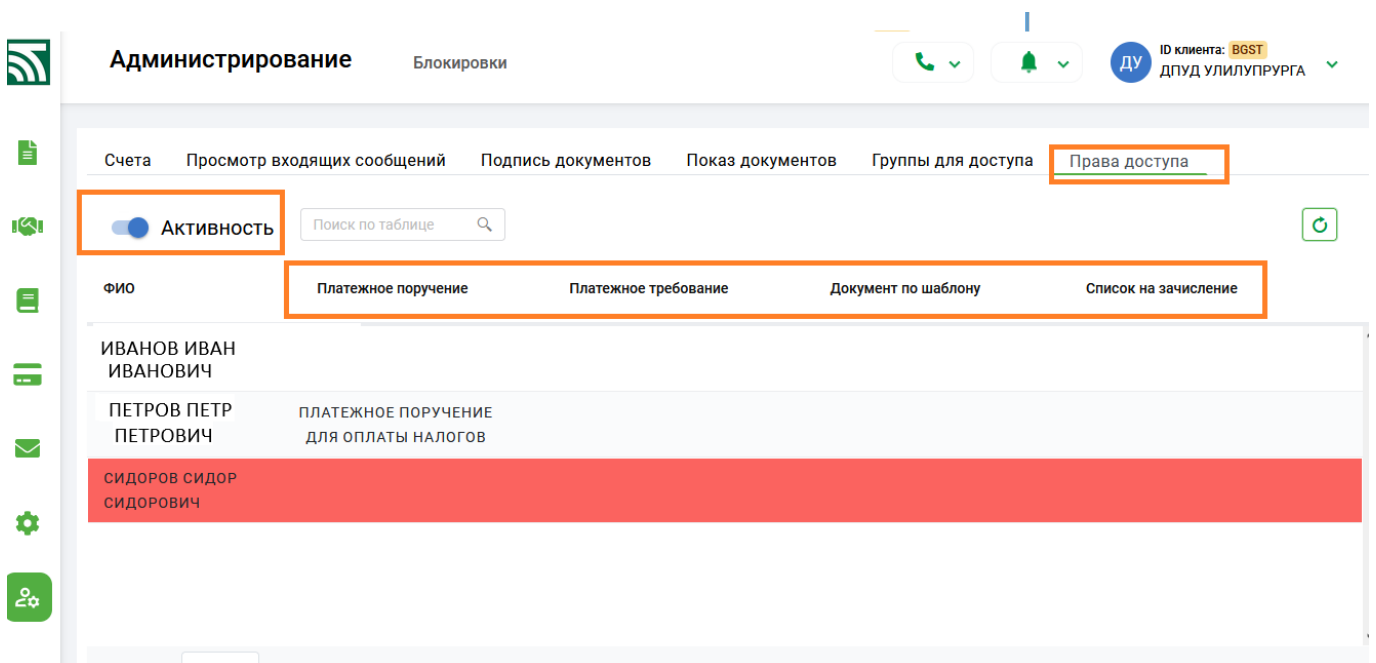 Администрирование
Блокировки
ДУ
ID клиента: BGST
ДПУД УЛИЛУПРУРГА
Счета
Просмотр входящих сообщений
Подпись документов
Показ документов
Группы для доступа
Права доступа
Активность
Поиск по таблице
ФИО
Платежное поручение
Платежное требование
Документ по шаблону
Список на зачисление
ИВАНОВ ИВАН
ИВАНОВИЧ
ПЕТРОВ ПЕТР
ПЕТРОВИЧ
ПЛАТЕЖНОЕ ПОРУЧЕНИЕ
ДЛЯ ОПЛАТЫ НАЛОГОВ
СИДОРОВ СИДОР
СИДОРОВИЧ